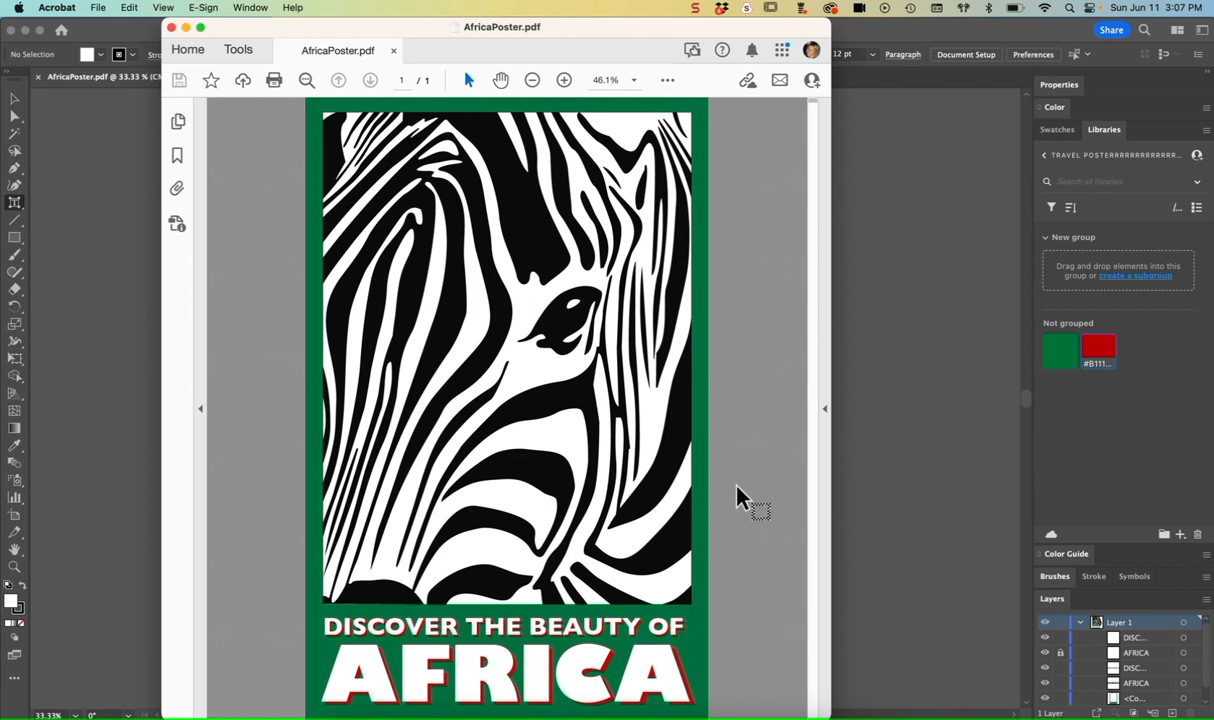 Acrobat File Edit View E-Sign Window Help
Sun Jun 11 3:07 PM
AfricaPoster.pdf
Share
No Selection
12 pt Paragraph Document Setup Preferences
Home Tools AfricaPoster.pdf ×
AfricaPoster.pdf @ 33.33 %
1 / 1 46.1%
Properties
Color
Swatches Libraries
TRAVEL POSTERRRRRRRRRRRR...
Search all libraries
New group
Drag and drop elements into this
group or create a subgroup.
Not grouped
#B111...
DISCOVER THE BEAUTY OF
AFRICA
Color Guide
Brushes Stroke Symbols
Layers
Layer 1
DISC...
AFRICA
DISC...
AFRICA
<Co...
1 Layer
33.33% 0°